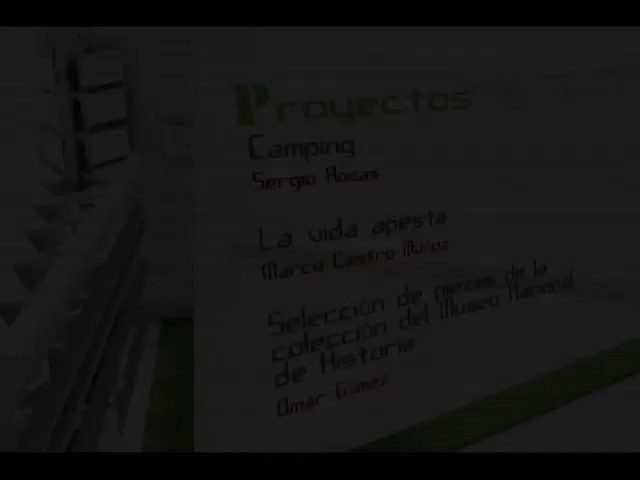 Proyectos
Camping
Sergio Rosas
La vida apesta
Marco Castro Muñoz
Selección de piezas de la
colección del Museo Nacional
de Historia
Omar Gámez